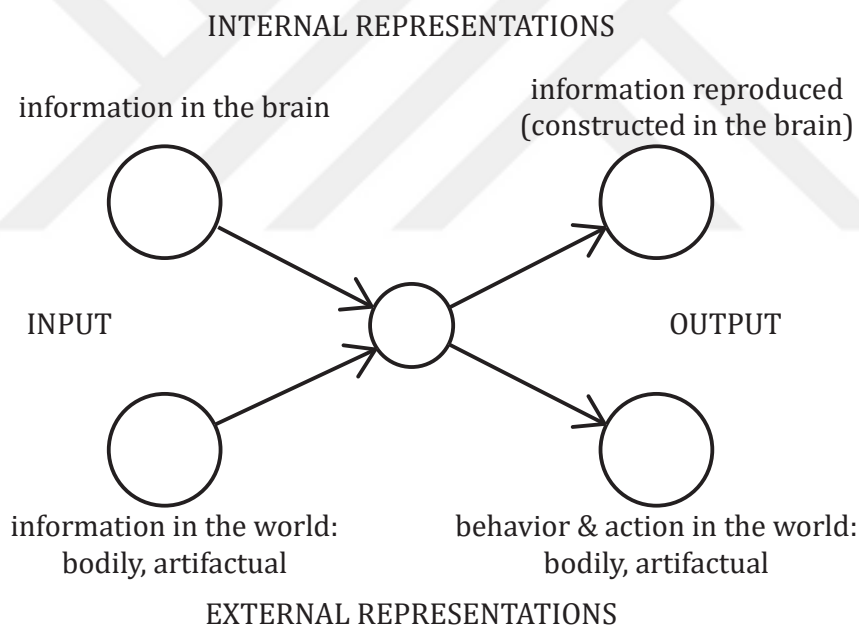 INTERNAL REPRESENTATIONS
information in the brain
information reproduced
(constructed in the brain)
INPUT
OUTPUT
information in the world:
bodily, artifactual
behavior & action in the world:
bodily, artifactual
EXTERNAL REPRESENTATIONS